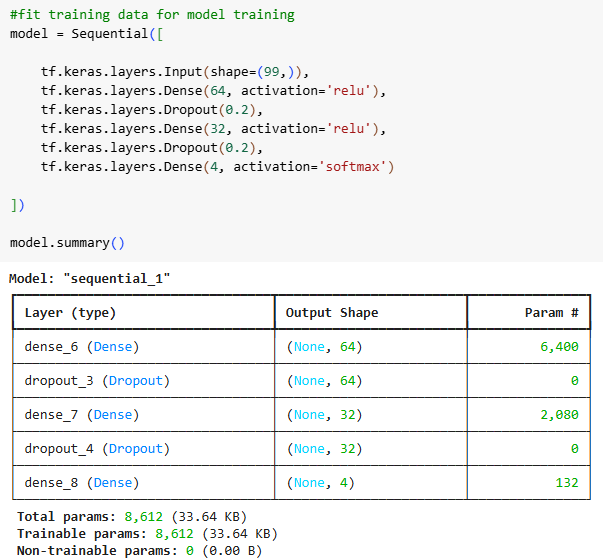 #fit training data for model training
model = Sequential([
tf.keras.layers.Input(shape=(99,)),
tf.keras.layers.Dense(64, activation='relu'),
tf.keras.layers.Dropout(0.2),
tf.keras.layers.Dense(32, activation='relu'),
tf.keras.layers.Dropout(0.2),
tf.keras.layers.Dense(4, activation='softmax')
])
model.summary()
Model: "sequential_1"
Layer (type) Output Shape Param #
dense_6 (Dense) (None, 64) 6,400
dropout_3 (Dropout) (None, 64) 0
dense_7 (Dense) (None, 32) 2,080
dropout_4 (Dropout) (None, 32) 0
dense_8 (Dense) (None, 4) 132
Total params: 8,612 (33.64 KB)
Trainable params: 8,612 (33.64 KB)
Non-trainable params: 0 (0.00 B)